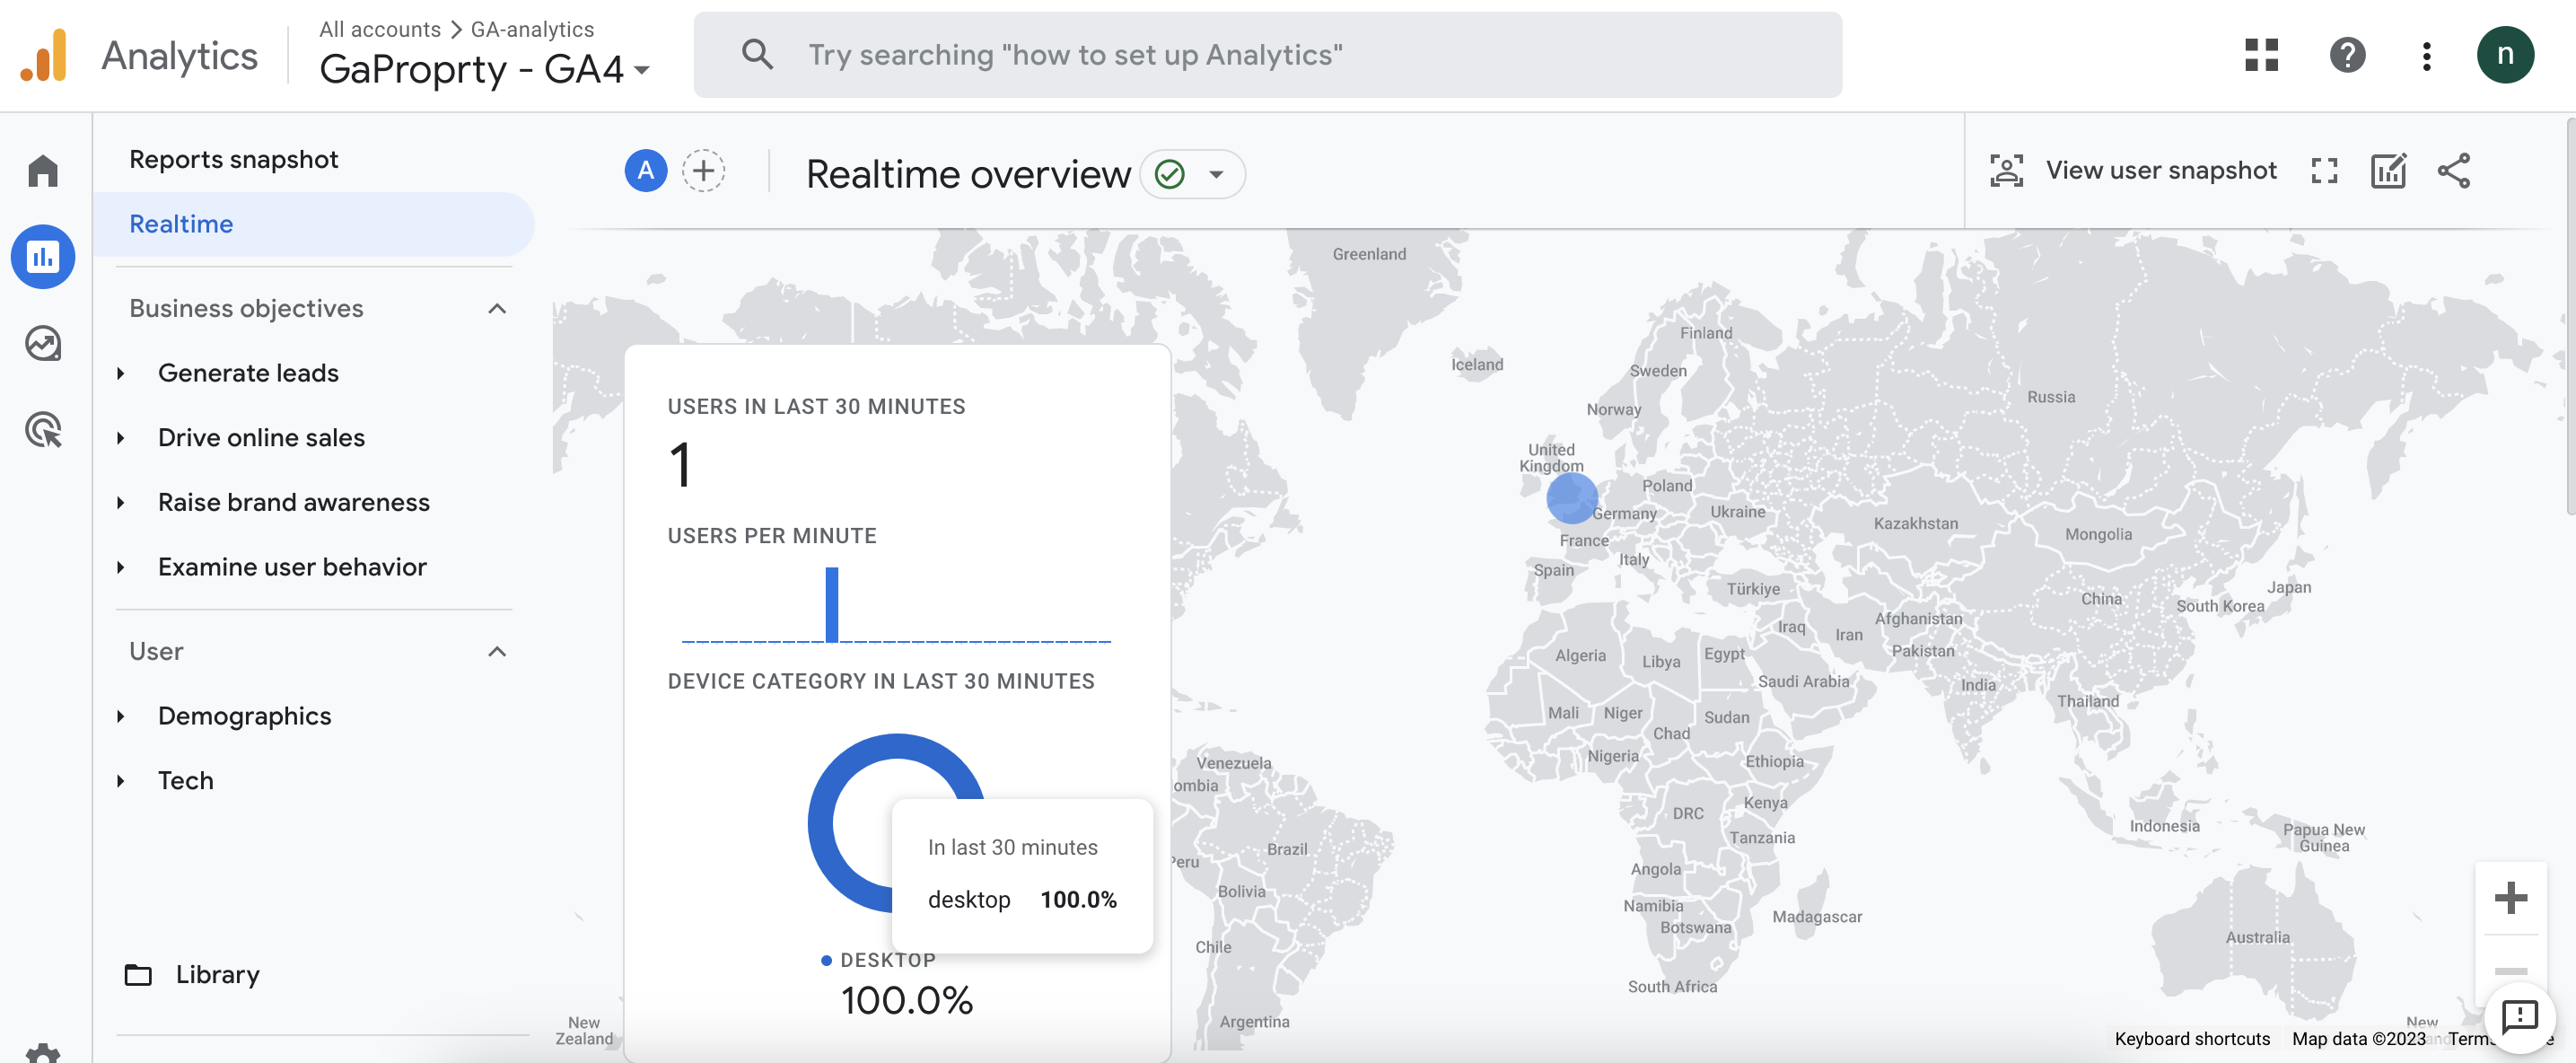 Analytics
All accounts > GA-analytics
GaProprty - GA4
Try searching "how to set up Analytics"
n
Reports snapshot
Realtime
Business objectives
Generate leads
Drive online sales
Raise brand awareness
Examine user behavior
User
Demographics
Tech
Library
A
Realtime overview
View user snapshot
USERS IN LAST 30 MINUTES
1
USERS PER MINUTE
DEVICE CATEGORY IN LAST 30 MINUTES
In last 30 minutes
desktop 100.0%
DESKTOP
100.0%
Greenland
Iceland
Finland
Sweden
Norway
Russia
United
Kingdom
Poland
Germany
Ukraine
France
Italy
Spain
Türkiye
Kazakhstan
Mongolia
China
South Korea
Japan
Afghanistan
Iraq
Iran
Pakistan
Algeria
Libya
Egypt
Saudi Arabia
India
Thailand
Mali
Niger
Sudan
Chad
Nigeria
Ethiopia
Venezuela
ombia
DRC
Kenya
Tanzania
Indonesia
Papua New
Guinea
Brazil
Peru
Bolivia
Angola
Namibia
Botswana
Madagascar
Chile
Australia
South Africa
Argentina
New
Zealand
New
Keyboard shortcuts
Map data ©2023
Terms